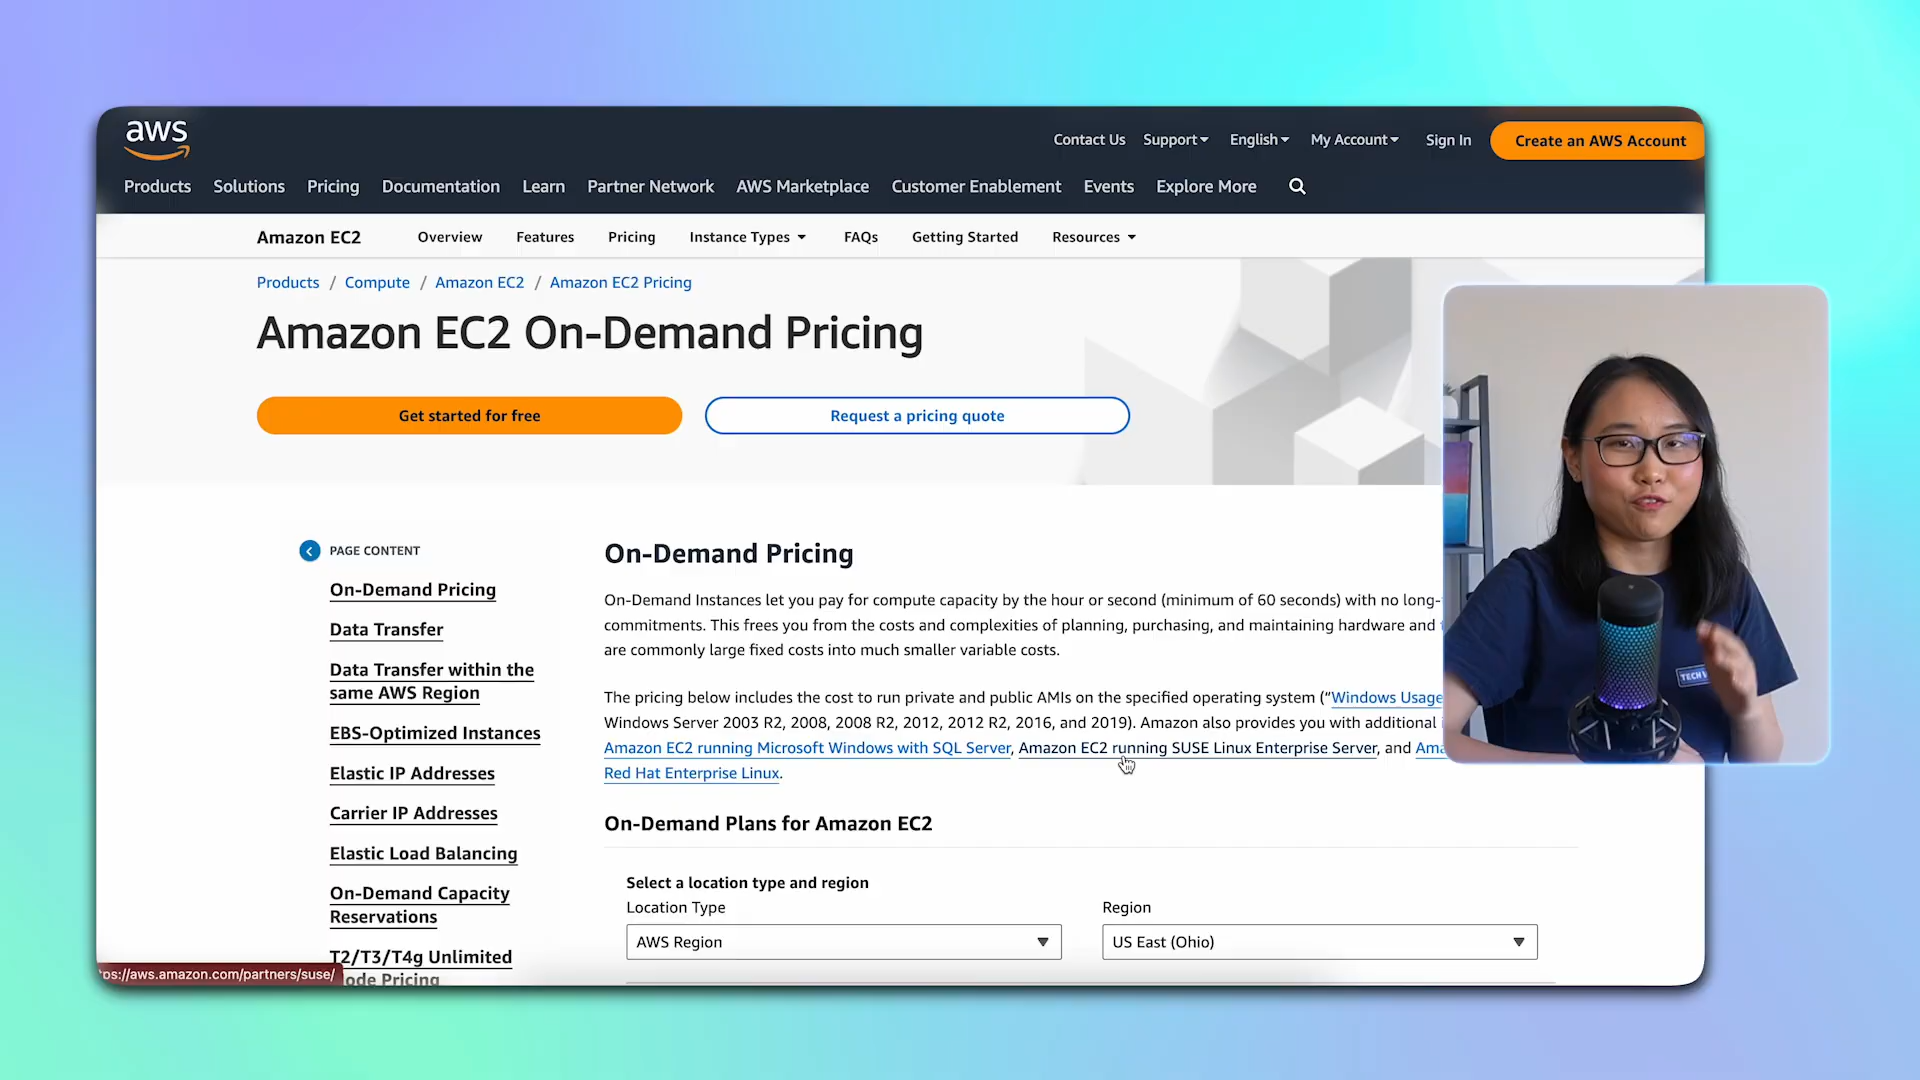 aws
Contact Us Support English My Account Sign In Create an AWS Account
Products Solutions Pricing Documentation Learn Partner Network AWS Marketplace Customer Enablement Events Explore More
Amazon EC2 Overview Features Pricing Instance Types FAQs Getting Started Resources
Products / Compute / Amazon EC2 / Amazon EC2 Pricing
Amazon EC2 On-Demand Pricing
Get started for free Request a pricing quote
PAGE CONTENT
On-Demand Pricing
Data Transfer
Data Transfer within the
same AWS Region
EBS-Optimized Instances
Elastic IP Addresses
Carrier IP Addresses
Elastic Load Balancing
On-Demand Capacity
Reservations
T2/T3/T4g Unlimited
ode Pricing
On-Demand Pricing
On-Demand Instances let you pay for compute capacity by the hour or second (minimum of 60 seconds) with no long-
commitments. This frees you from the costs and complexities of planning, purchasing, and maintaining hardware and
are commonly large fixed costs into much smaller variable costs.
The pricing below includes the cost to run private and public AMIs on the specified operating system (“Windows Usage
Windows Server 2003 R2, 2008, 2008 R2, 2012, 2012 R2, 2016, and 2019). Amazon also provides you with additional
Amazon EC2 running Microsoft Windows with SQL Server, Amazon EC2 running SUSE Linux Enterprise Server, and Ama
Red Hat Enterprise Linux.
On-Demand Plans for Amazon EC2
Select a location type and region
Location Type Region
AWS Region US East (Ohio)
ps://aws.amazon.com/partners/suse/
TECH